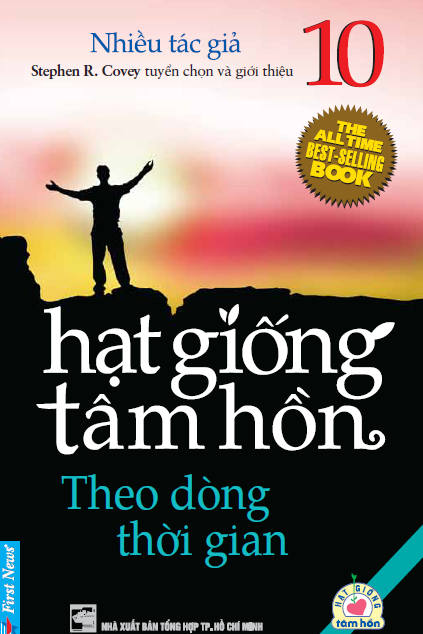 Nhiều tác giả
Stephen R. Covey tuyển chọn và giới thiệu
10
THE
ALL TIME
BEST-SELLING
BOOK
hạt giống
tâm hồn
Theo dòng
thời gian
First News
NHÀ XUẤT BẢN TỔNG HỢP TP. HỒ CHÍ MINH
HẠT GIỐNG
tâm hồn